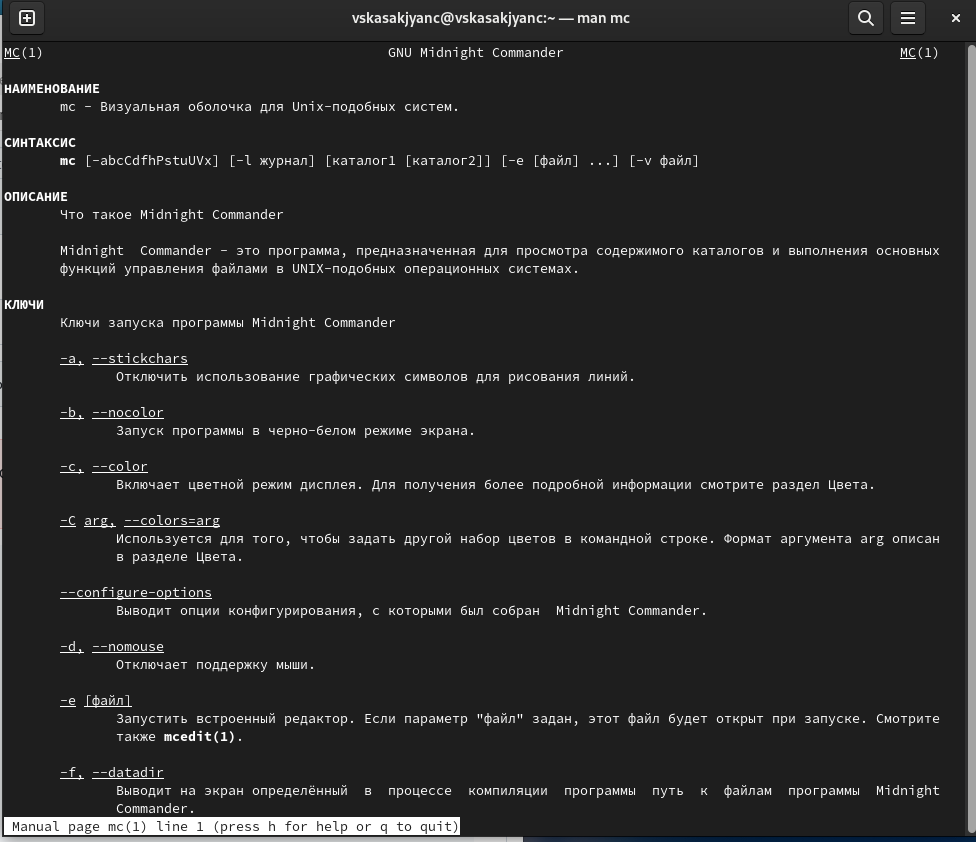 vskasakjyanc@vskasakjyanc:~ — man mc
MC(1) GNU Midnight Commander MC(1)
НАИМЕНОВАНИЕ
mc - Визуальная оболочка для Unix-подобных систем.
СИНТАКСИС
mc [-abcCdfhPstuUVx] [-l журнал] [каталог1 [каталог2]] [-e [файл] ...] [-v файл]
ОПИСАНИЕ
Что такое Midnight Commander
Midnight  Commander - это программа, предназначенная для просмотра содержимого каталогов и выполнения основных
функций управления файлами в UNIX-подобных операционных системах.
КЛЮЧИ
Ключи запуска программы Midnight Commander
-a, --stickchars
Отключить использование графических символов для рисования линий.
-b, --nocolor
Запуск программы в черно-белом режиме экрана.
-c, --color
Включает цветной режим дисплея. Для получения более подробной информации смотрите раздел Цвета.
-C arg, --colors=arg
Используется для того, чтобы задать другой набор цветов в командной строке. Формат аргумента arg описан
в разделе Цвета.
--configure-options
Выводит опции конфигурирования, с которыми был собран  Midnight Commander.
-d, --nomouse
Отключает поддержку мыши.
-e [файл]
Запустить встроенный редактор. Если параметр "файл" задан, этот файл будет открыт при запуске. Смотрите
также mcedit(1).
-f, --datadir
Выводит на экран определённый  в  процессе  компиляции  программы  путь  к  файлам  программы  Midnight
Commander.
Manual page mc(1) line 1 (press h for help or q to quit)